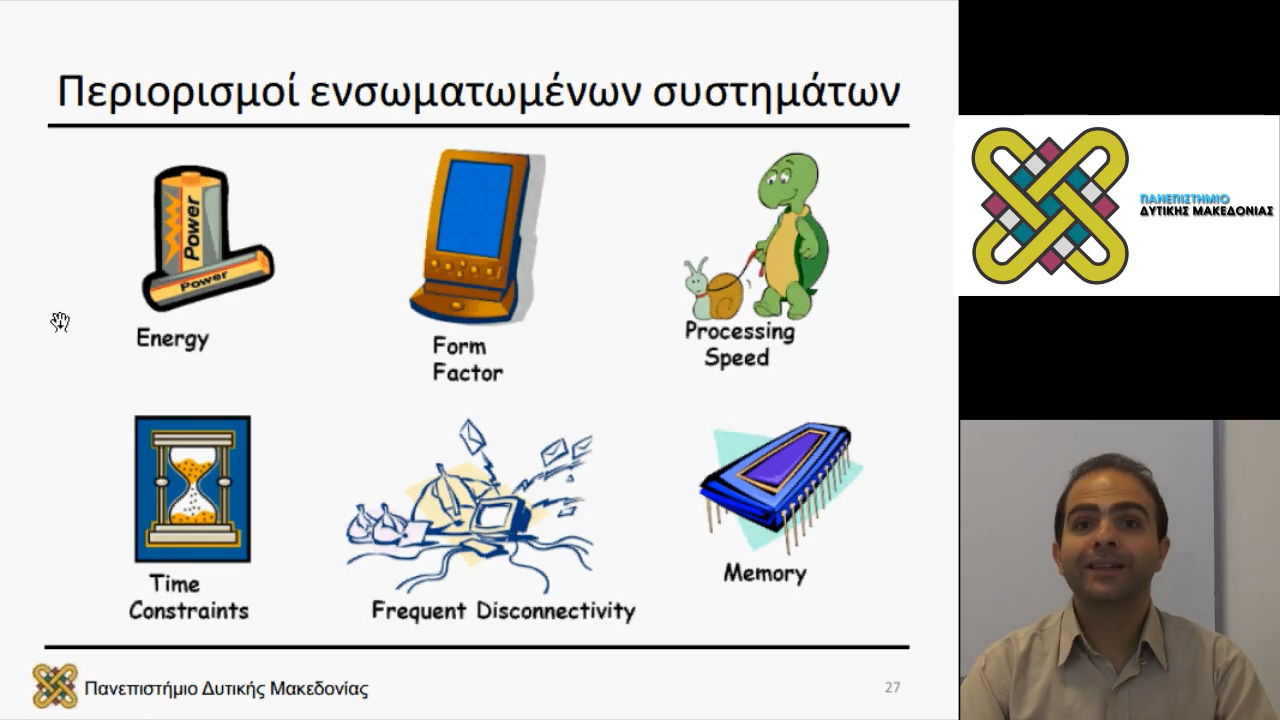 Περιορισμοί ενσωματωμένων συστημάτων
Power
Power
Energy
Form
Factor
Processing
Speed
Time
Constraints
Frequent Disconnectivity
Memory
Πανεπιστήμιο Δυτικής Μακεδονίας
27
ΠΑΝΕΠΙΣΤΗΜΙΟ
ΔΥΤΙΚΗΣ ΜΑΚΕΔΟΝΙΑΣ